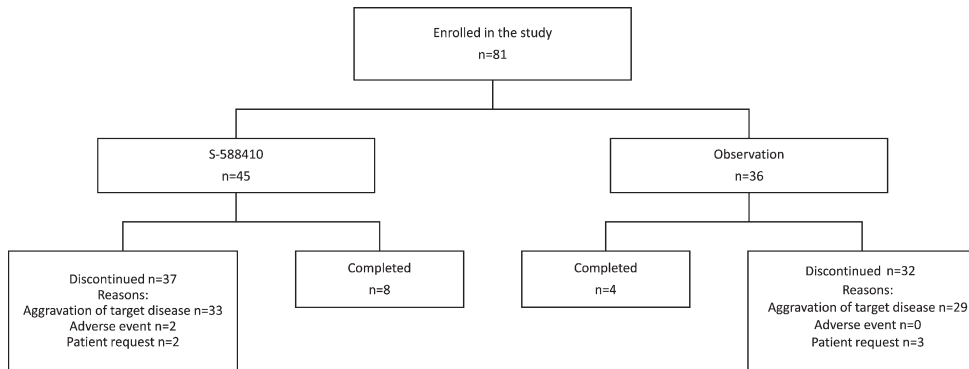 Enrolled in the study
n=81
S-588410
n=45
Observation
n=36
Discontinued n=37
Reasons:
Aggravation of target disease n=33
Adverse event n=2
Patient request n=2
Completed
n=8
Completed
n=4
Discontinued n=32
Reasons:
Aggravation of target disease n=29
Adverse event n=0
Patient request n=3